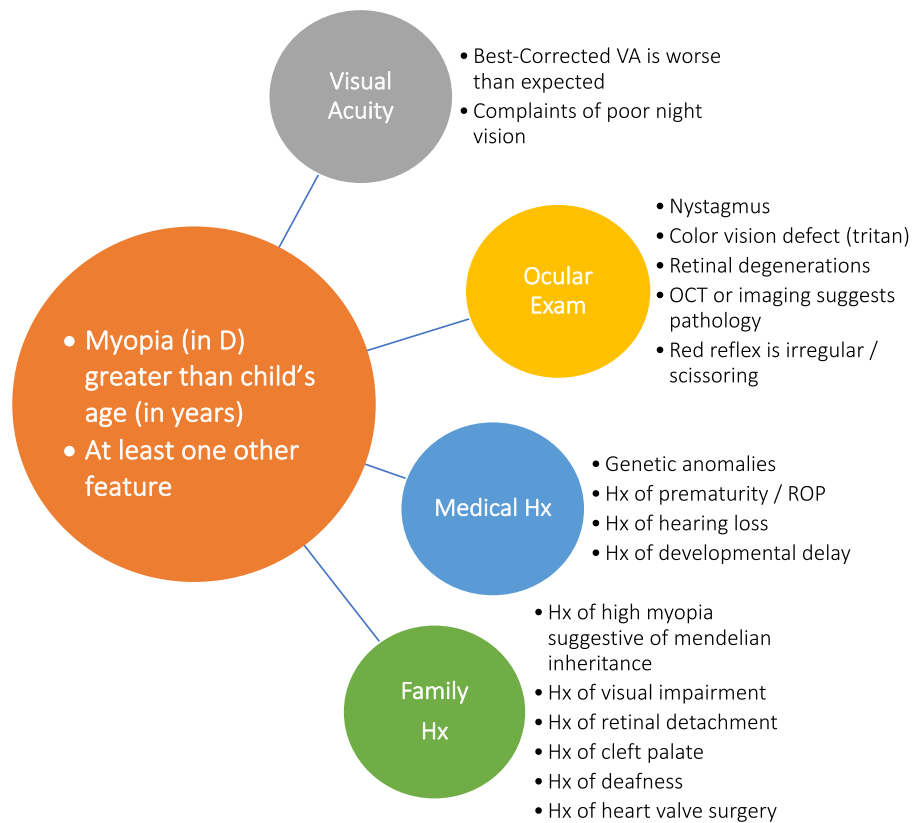 Visual
Acuity
• Best-Corrected VA is worse
than expected
• Complaints of poor night
vision
• Myopia (in D)
greater than child's
age (in years)
• At least one other
feature
Ocular
Exam
• Nystagmus
• Color vision defect (tritan)
• Retinal degenerations
• OCT or imaging suggests
pathology
• Red reflex is irregular /
scissoring
Medical Hx
• Genetic anomalies
• Hx of prematurity / ROP
• Hx of hearing loss
• Hx of developmental delay
Family
Hx
• Hx of high myopia
suggestive of mendelian
inheritance
• Hx of visual impairment
• Hx of retinal detachment
• Hx of cleft palate
• Hx of deafness
• Hx of heart valve surgery